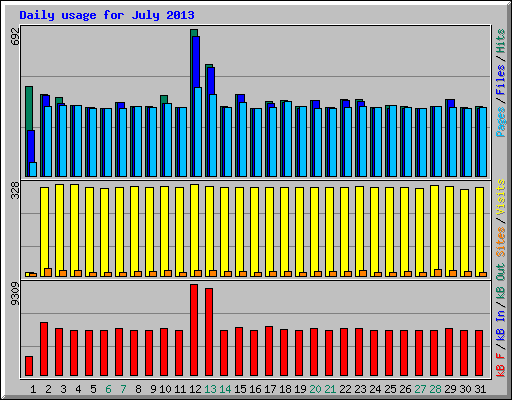 Daily usage for July 2013
692
Pages / Files / Hits
328
Sites / Visits
9309
kB F / kB In / kB Out
1 2 3 4 5 6 7 8 9 10 11 12 13 14 15 16 17 18 19 20 21 22 23 24 25 26 27 28 29 30 31